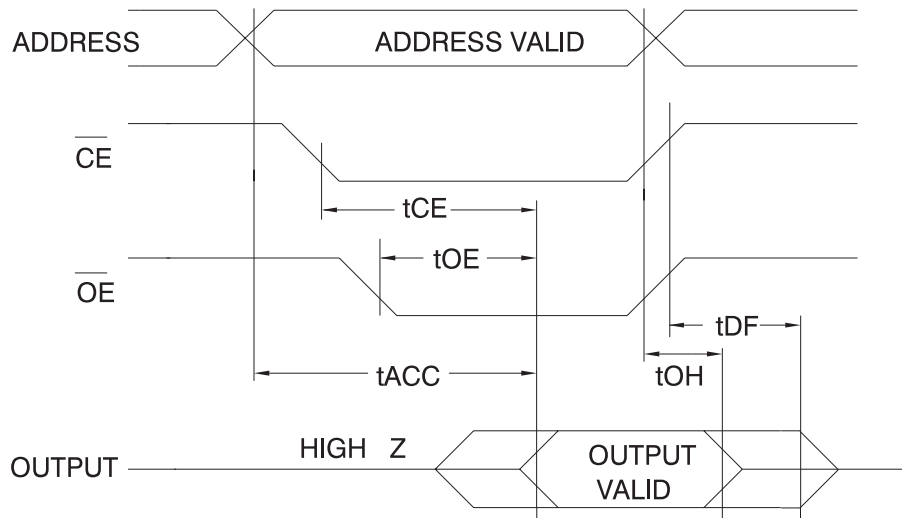 ADDRESS
ADDRESS VALID
CE
tCE
OE
tOE
tDF
tACC
tOH
OUTPUT
HIGH Z
OUTPUT
VALID